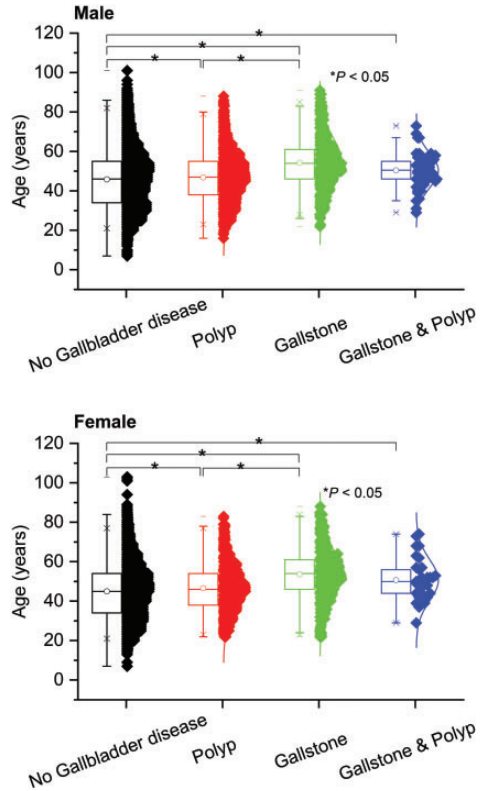 Male
120
100
80
60
40
20
0
Age (years)
* * * *
*P < 0.05
No Gallbladder disease
Polyp
Gallstone
Gallstone & Polyp
Female
120
100
80
60
40
20
0
Age (years)
* * * *
*P < 0.05
No Gallbladder disease
Polyp
Gallstone
Gallstone & Polyp